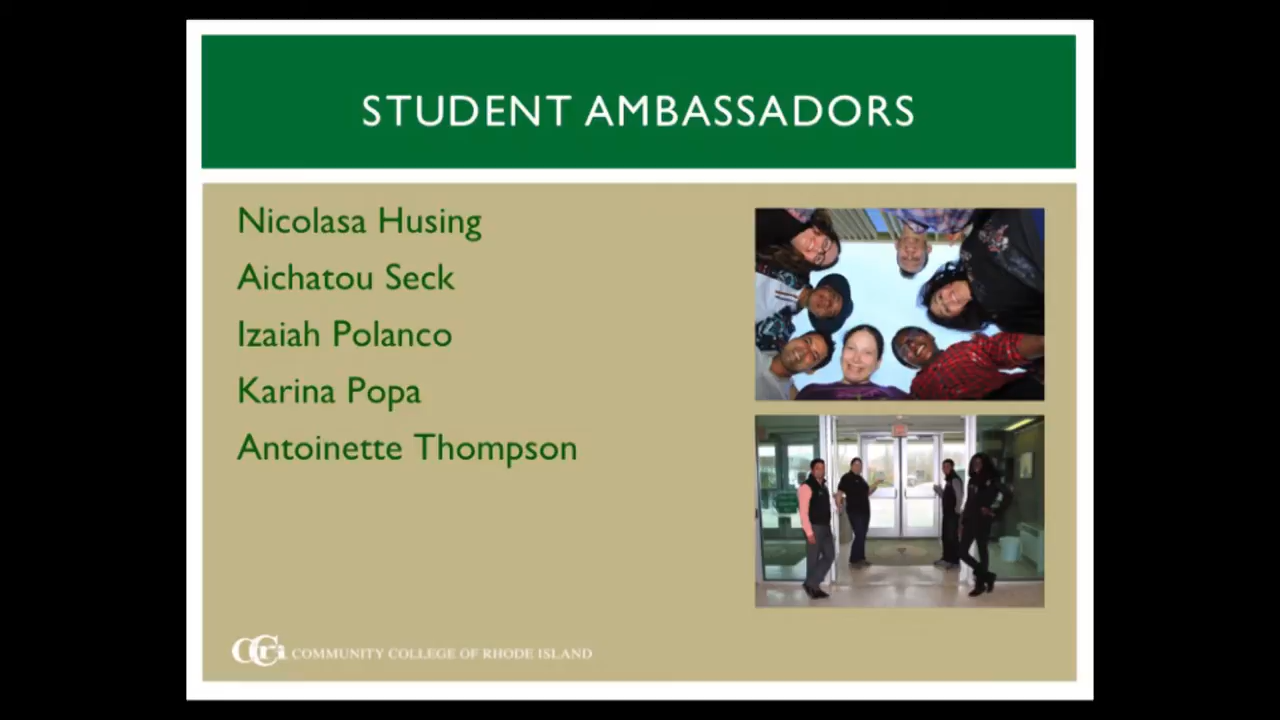 STUDENT AMBASSADORS
Nicolasa Husing
Aichatou Seck
Izaiah Polanco
Karina Popa
Antoinette Thompson
CCri COMMUNITY COLLEGE OF RHODE ISLAND